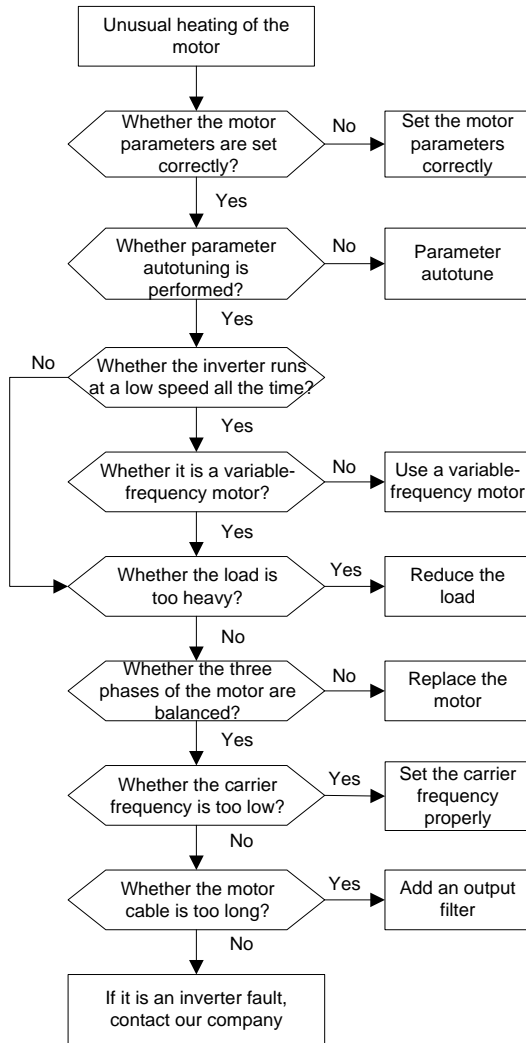 Unusual heating of the
motor
Whether the motor
parameters are set
correctly?
No
Set the motor
parameters
correctly
Yes
Whether parameter
autotuning is
performed?
No
Parameter
autotune
Yes
No
Whether the inverter runs
at a low speed all the time?
Yes
Whether it is a variable-
frequency motor?
No
Use a variable-
frequency motor
Yes
Whether the load is
too heavy?
Yes
Reduce the
load
No
Whether the three
phases of the motor are
balanced?
No
Replace the
motor
Yes
Whether the carrier
frequency is too low?
Yes
Set the carrier
frequency
properly
No
Whether the motor
cable is too long?
Yes
Add an output
filter
No
If it is an inverter fault,
contact our company